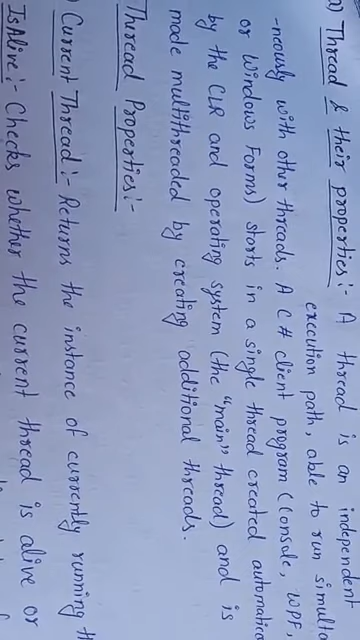 a) Thread & their properties:- A thread is an independent
execution path, able to run simulta
-neously with other threads. A C# client program (Console, WPF
or Windows Forms) starts in a single thread created automatica
by the CLR and operating system (the "main" thread) and is
made multithreaded by creating additional threads.
Thread Properties:-
) Current Thread:- Returns the instance of currently running th
IsAlive:- Checks whether the current thread is alive or